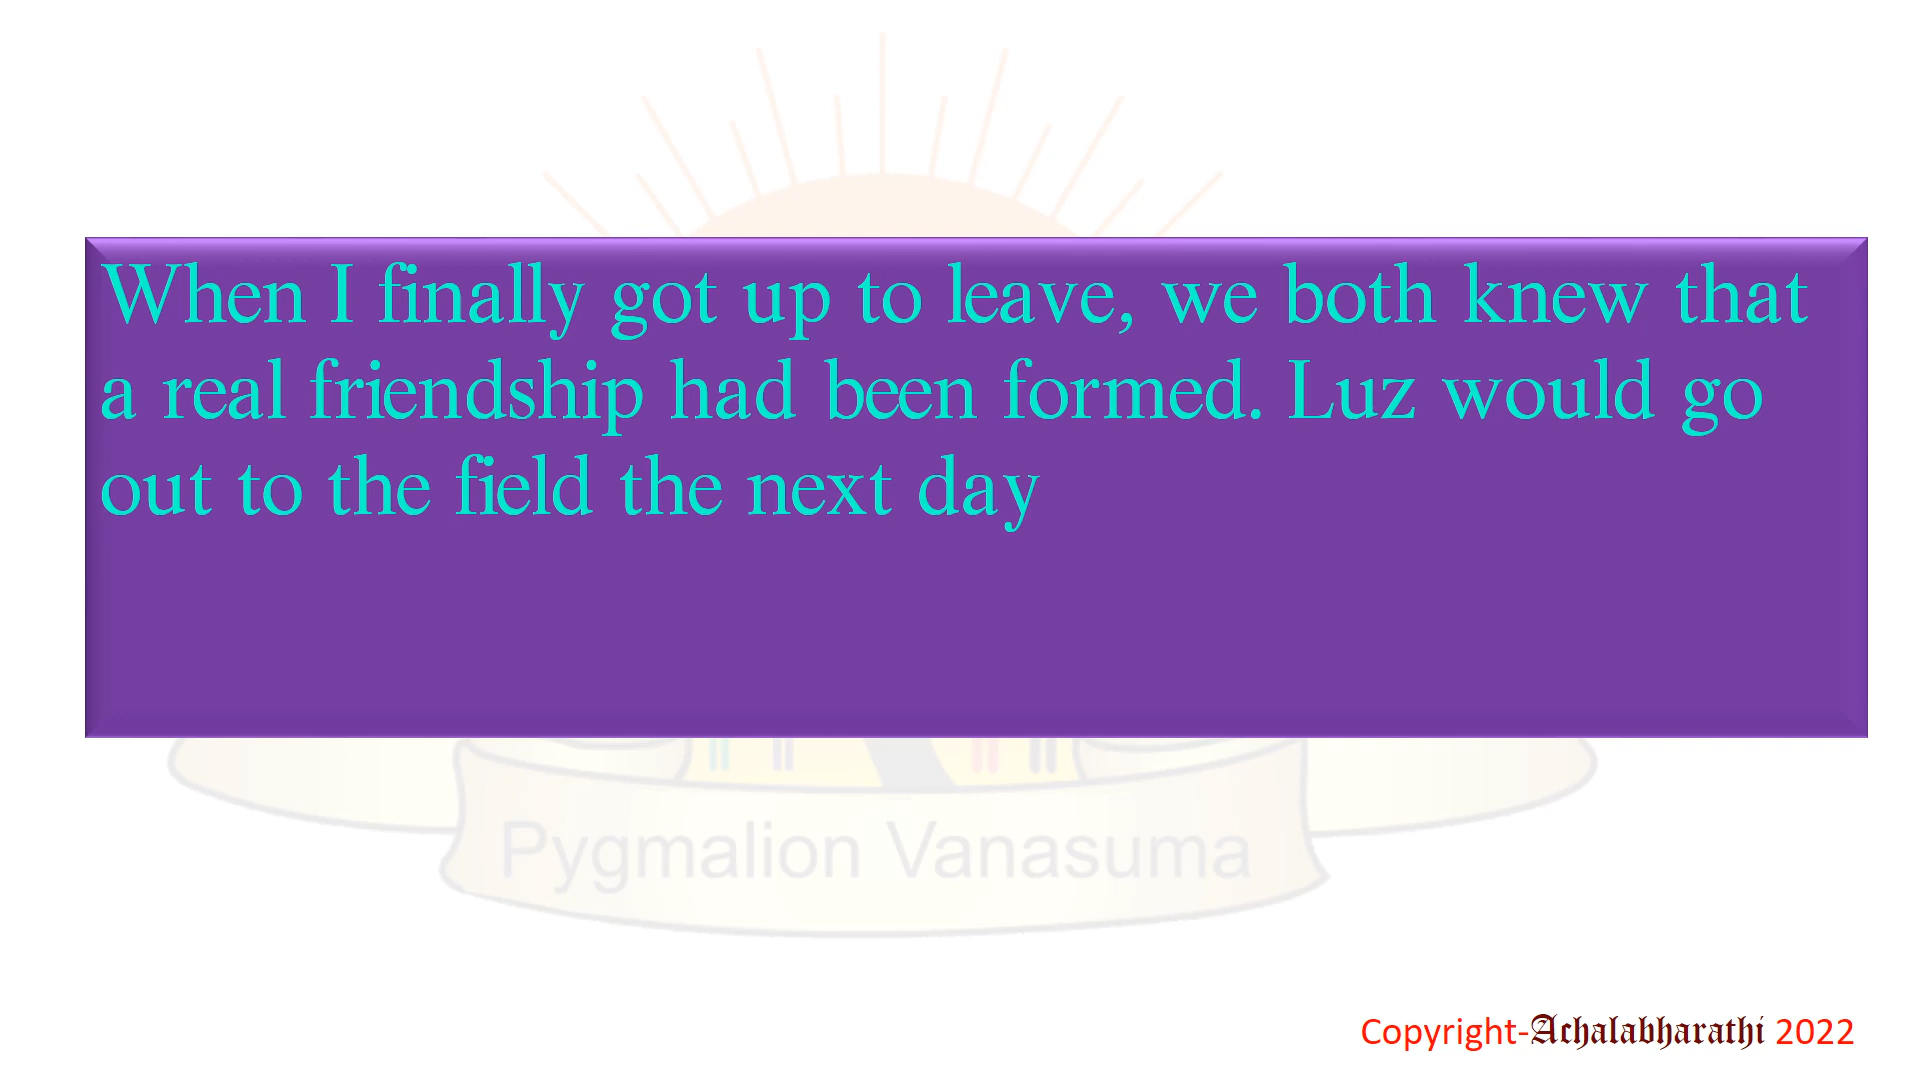 When I finally got up to leave, we both knew that
a real friendship had been formed. Luz would go
out to the field the next day
Pygmalion Vanasuma
Copyright-Achalabharathi 2022